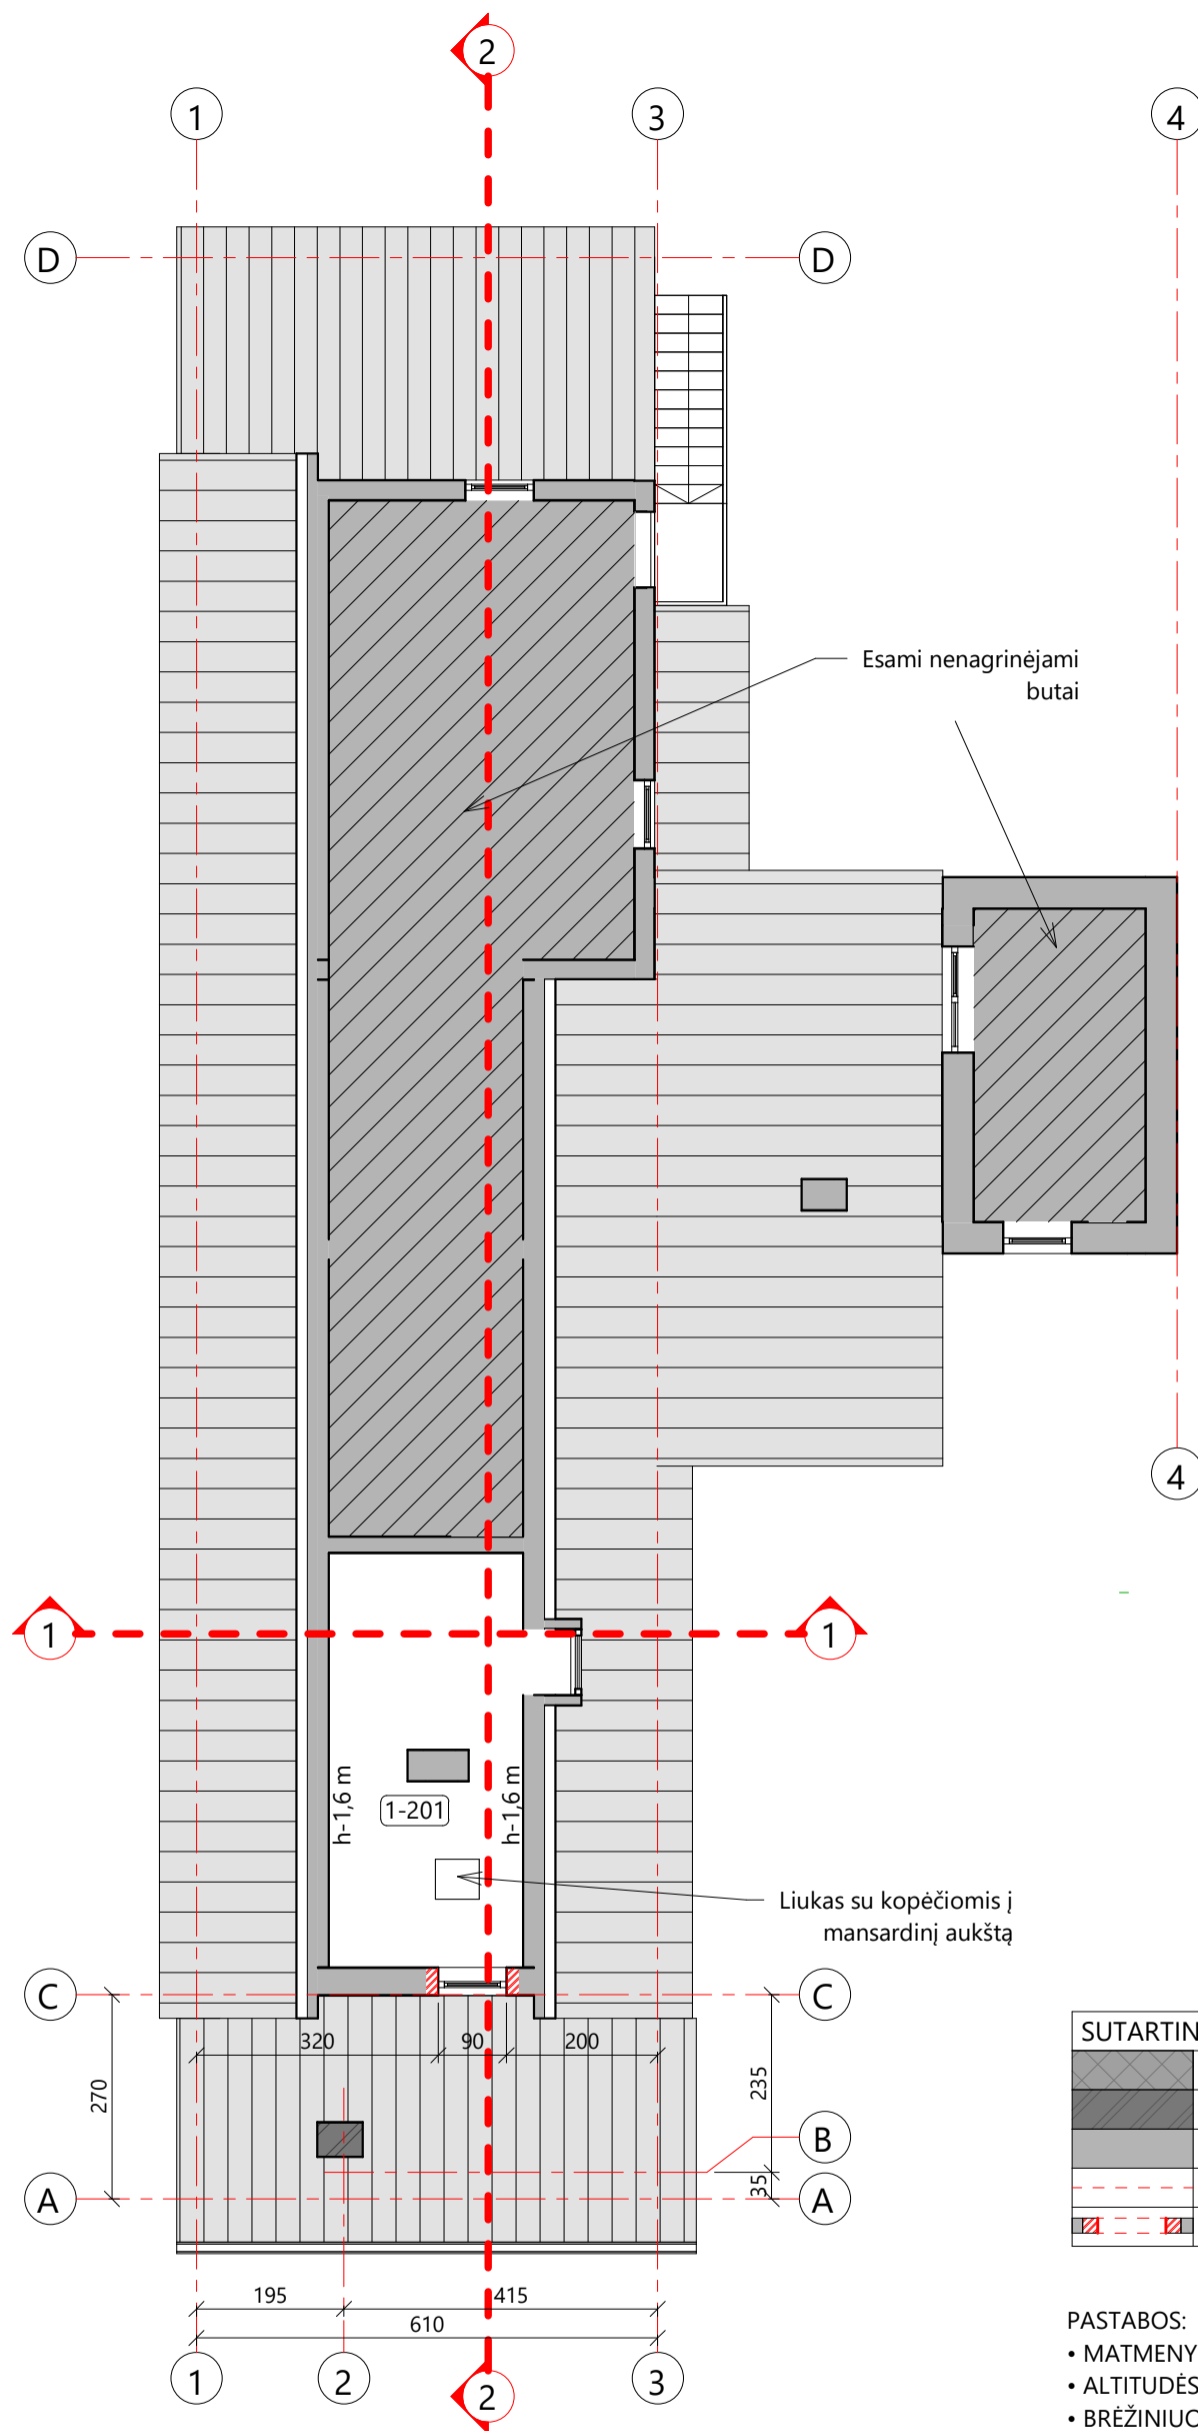 2
1
3
4
D
D
Esami nenagrinėjami
butai
4
1
1
h-1,6 m
h-1,6 m
1-201
Liukas su kopėčiomis į
mansardinį aukštą
C
C
320
90
200
270
235
B
35
A
A
195
415
610
1
2
2
3
SUTARTIN
PASTABOS:
• MATMENY
• ALTITUDĖS
• BRĖŽINIUO